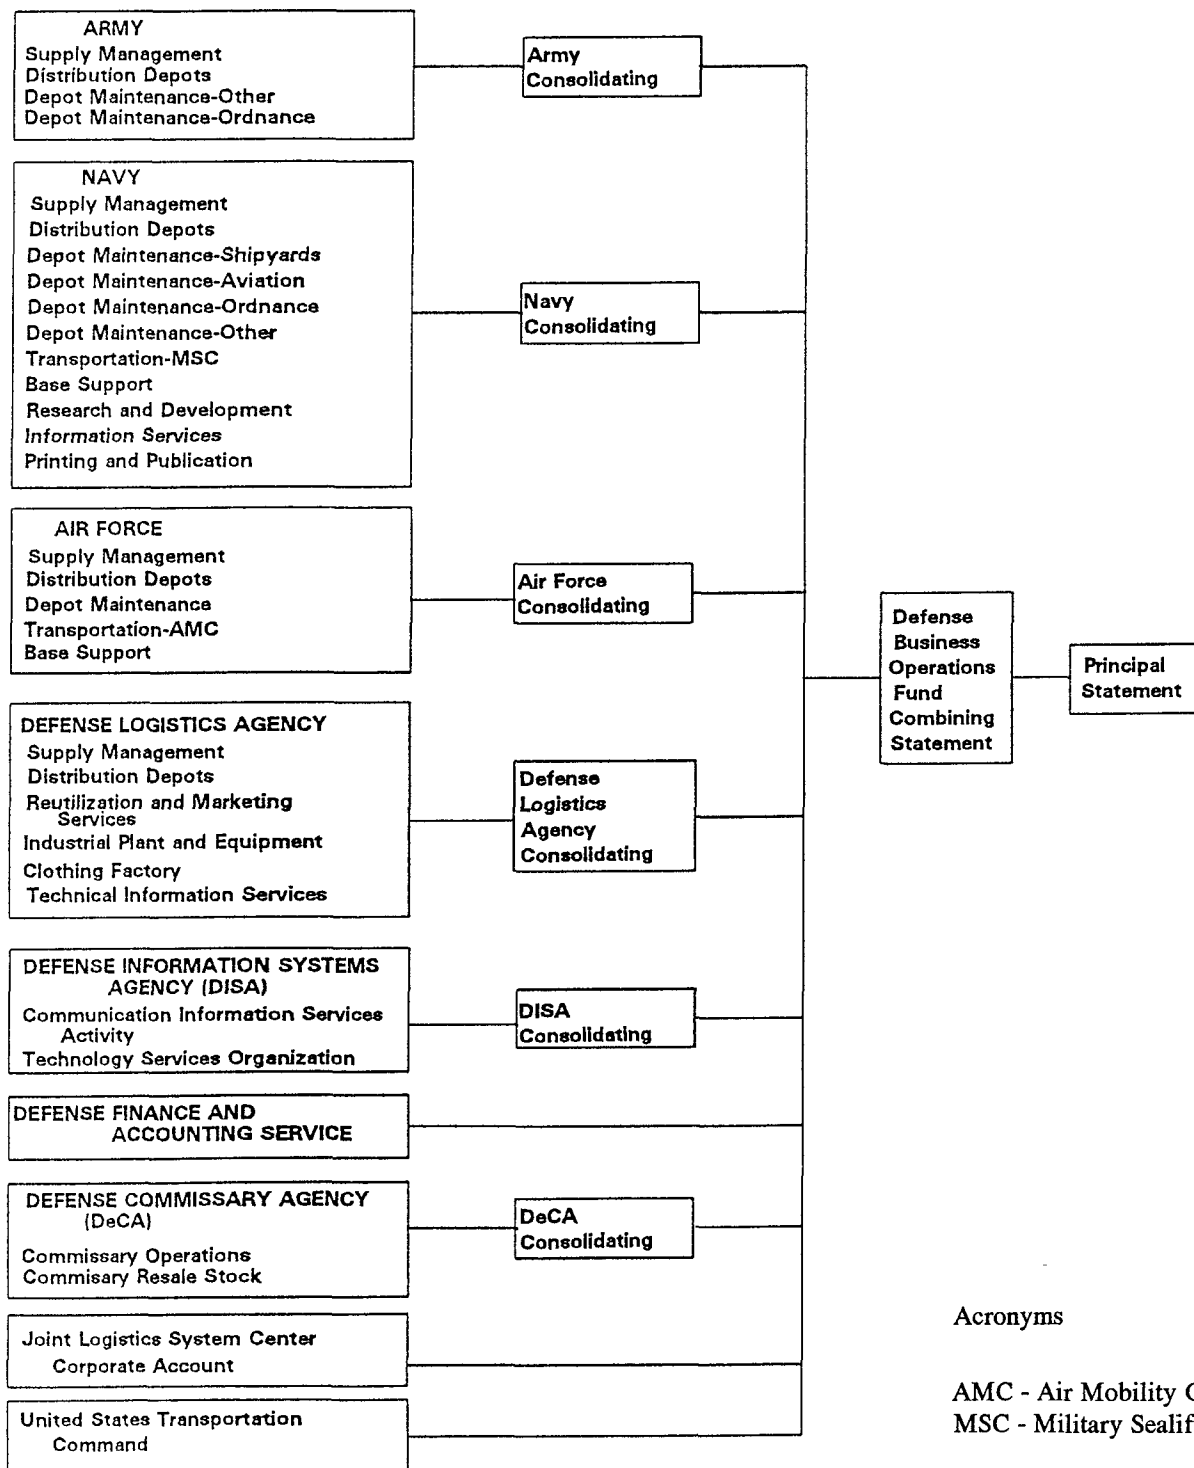 ARMY
Supply Management
Distribution Depots
Depot Maintenance-Other
Depot Maintenance-Ordnance
Army
Consolidating
NAVY
Supply Management
Distribution Depots
Depot Maintenance-Shipyards
Depot Maintenance-Aviation
Depot Maintenance-Ordnance
Depot Maintenance-Other
Transportation-MSC
Base Support
Research and Development
Information Services
Printing and Publication
Navy
Consolidating
AIR FORCE
Supply Management
Distribution Depots
Depot Maintenance
Transportation-AMC
Base Support
Air Force
Consolidating
DEFENSE LOGISTICS AGENCY
Supply Management
Distribution Depots
Reutilization and Marketing
Services
Industrial Plant and Equipment
Clothing Factory
Technical Information Services
Defense
Logistics
Agency
Consolidating
DEFENSE INFORMATION SYSTEMS
AGENCY (DISA)
Communication Information Services
Activity
Technology Services Organization
DISA
Consolidating
DEFENSE FINANCE AND
ACCOUNTING SERVICE
DEFENSE COMMISSARY AGENCY
(DeCA)
Commissary Operations
Commisary Resale Stock
DeCA
Consolidating
Joint Logistics System Center
Corporate Account
United States Transportation
Command
Defense
Business
Operations
Fund
Combining
Statement
Principal
Statement
Acronyms
AMC - Air Mobility
MSC - Military